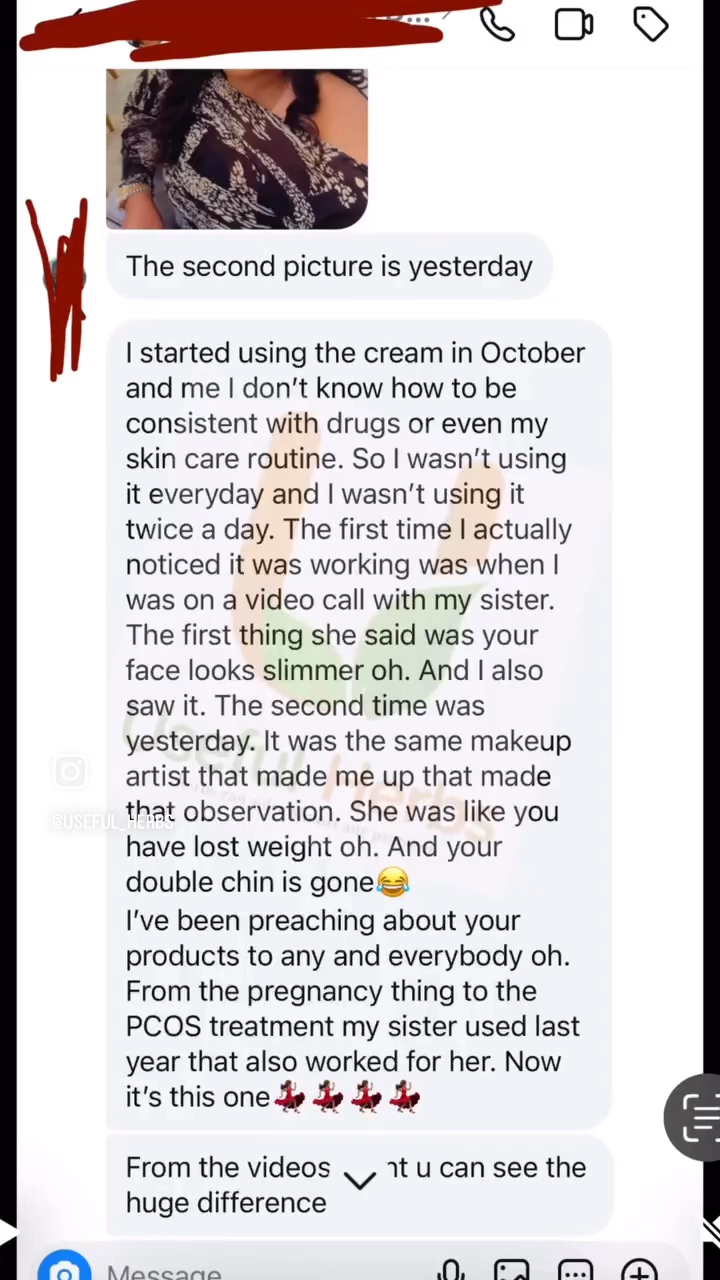 The second picture is yesterday
I started using the cream in October
and me I don't know how to be
consistent with drugs or even my
skin care routine. So I wasn't using
it everyday and I wasn't using it
twice a day. The first time I actually
noticed it was working was when I
was on a video call with my sister.
The first thing she said was your
face looks slimmer oh. And I also
saw it. The second time was
yesterday. It was the same makeup
artist that made me up that made
that observation. She was like you
have lost weight oh. And your
double chin is gone😂
I've been preaching about your
products to any and everybody oh.
From the pregnancy thing to the
PCOS treatment my sister used last
year that also worked for her. Now
it's this one💃💃💃💃
From the videos nt u can see the
huge difference
Useful Herbs
@USEFUL_HERBS
Message